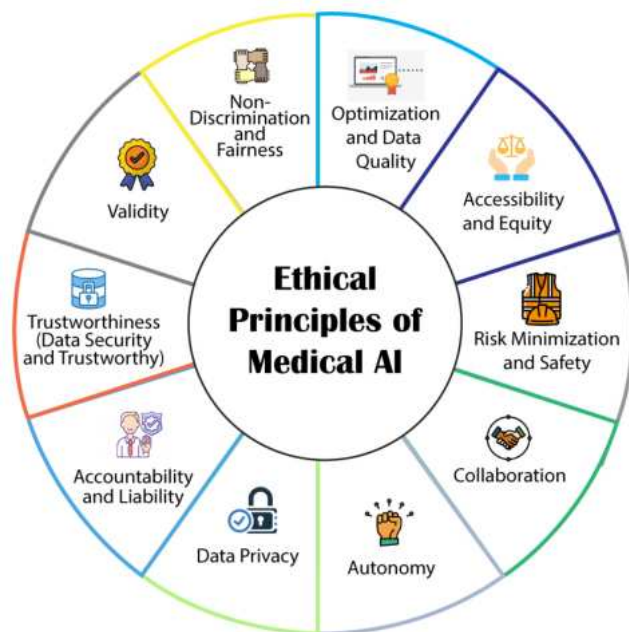 Ethical
Principles of
Medical AI
Non-
Discrimination
and
Fairness
Optimization
and Data
Quality
Accessibility
and Equity
Risk Minimization
and Safety
Collaboration
Autonomy
Data Privacy
Accountability
and Liability
Trustworthiness
(Data Security
and Trustworthy)
Validity